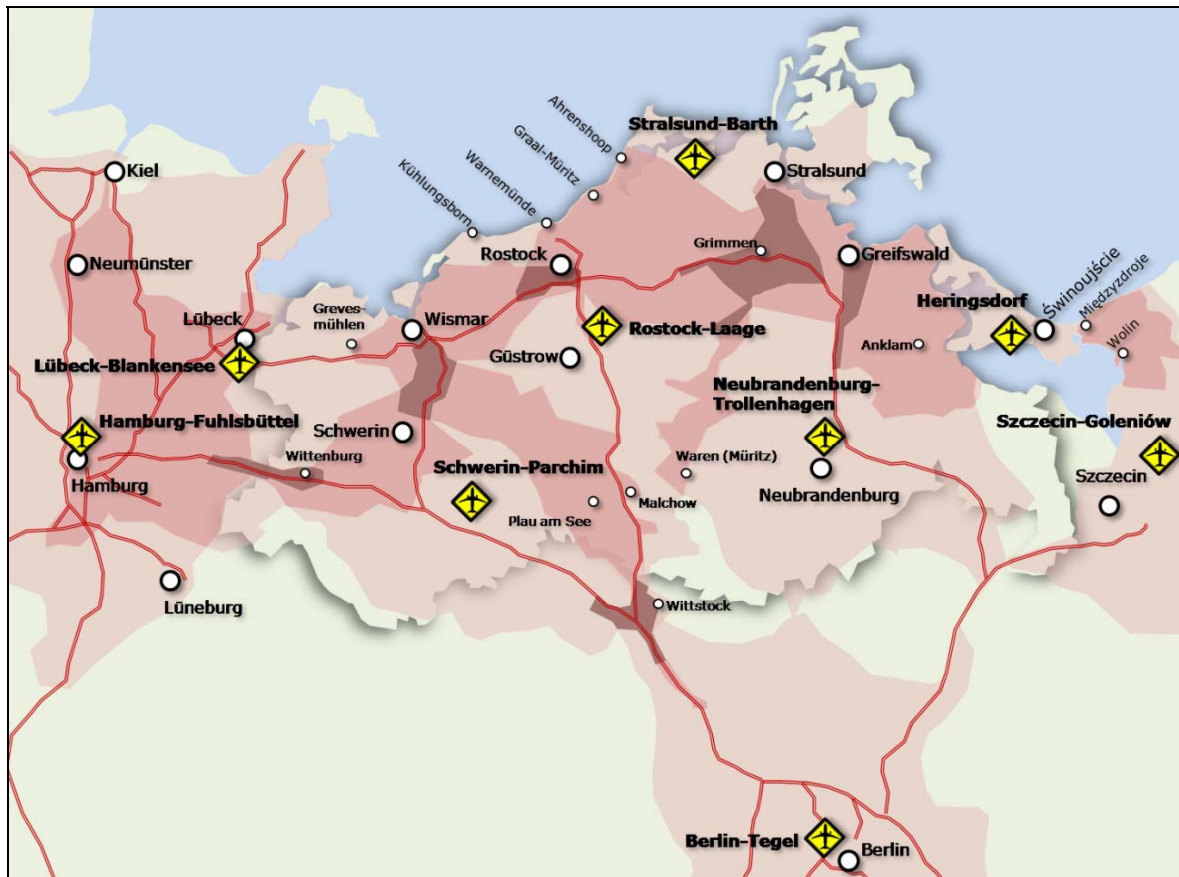 Ahrenshoop
Stralsund-Barth
Graal-Müritz
Kiel
Kühlungsborn
Warnemünde
Stralsund
Neumünster
Rostock
Grimmen
Greifswald
Świnoujście
Międzyzdroje
Lübeck
Greves-
mühlen
Wismar
Rostock-Laage
Heringsdorf
Wolin
Lübeck-Blankensee
Güstrow
Anklam
Neubrandenburg-
Trollenhagen
Hamburg-Fuhlsbüttel
Schwerin
Szczecin-Goleniów
Wittenburg
Schwerin-Parchim
Waren (Müritz)
Hamburg
Neubrandenburg
Szczecin
Plau am See
Malchow
Lüneburg
Wittstock
Berlin-Tegel
Berlin